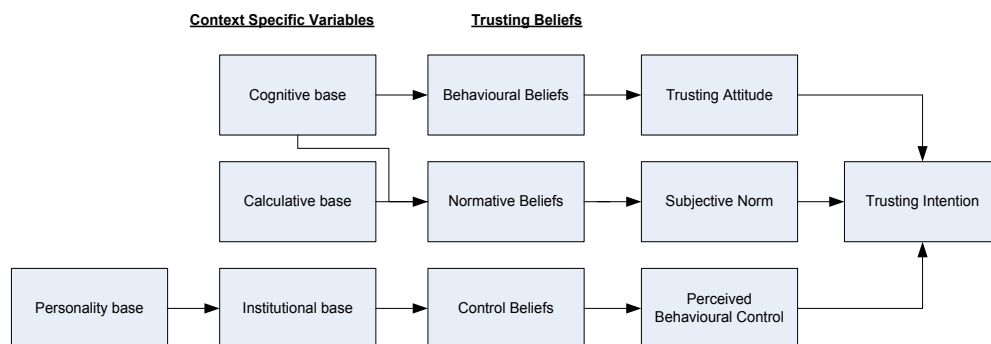 Context Specific Variables
Trusting Beliefs
Cognitive base
Behavioural Beliefs
Trusting Attitude
Calculative base
Normative Beliefs
Subjective Norm
Trusting Intention
Personality base
Institutional base
Control Beliefs
Perceived
Behavioural Control